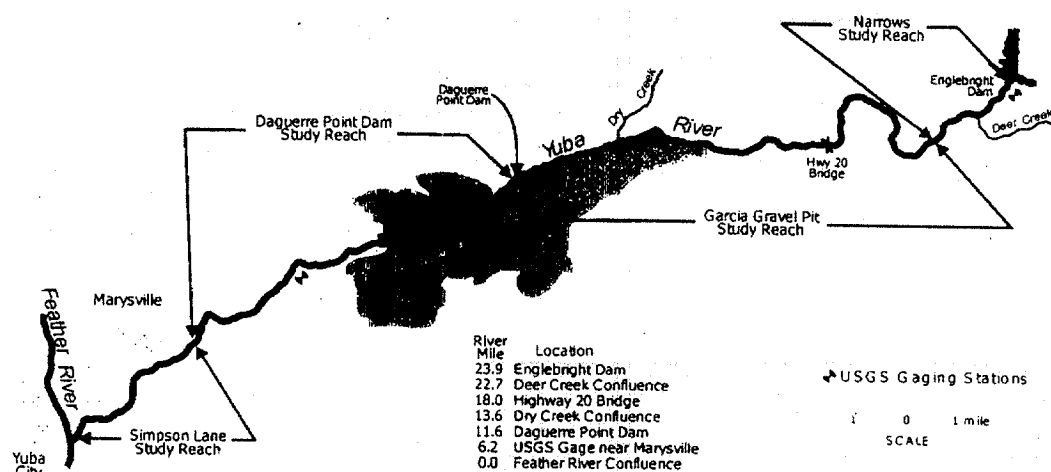 Narrows
Study Reach
Englebright
Dam
Deer Creek
Daguerre
Point Dam
Dry Creek
Daguerre Point Dam
Study Reach
Yuba River
Hwy 20
Bridge
Garcia Gravel Pit
Study Reach
Marysville
Feather River
Simpson Lane
Study Reach
Yuba
City
River
Mile Location
23.9 Englebright Dam
22.7 Deer Creek Confluence
18.0 Highway 20 Bridge
13.6 Dry Creek Confluence
11.6 Daguerre Point Dam
6.2 USGS Gage near Marysville
0.0 Feather River Confluence
USGS Gaging Stations
1 0 1 mile
SCALE